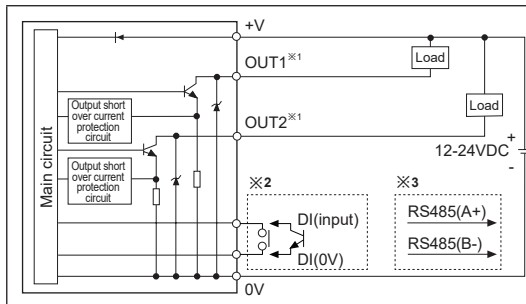 +V
OUT1※1
Load
Load
Main circuit
Output short
over current
protection
circuit
OUT2※1
+
12-24VDC
-
Output short
over current
protection
circuit
※2
※3
DI(input)
RS485(A+)
DI(0V)
RS485(B-)
0V